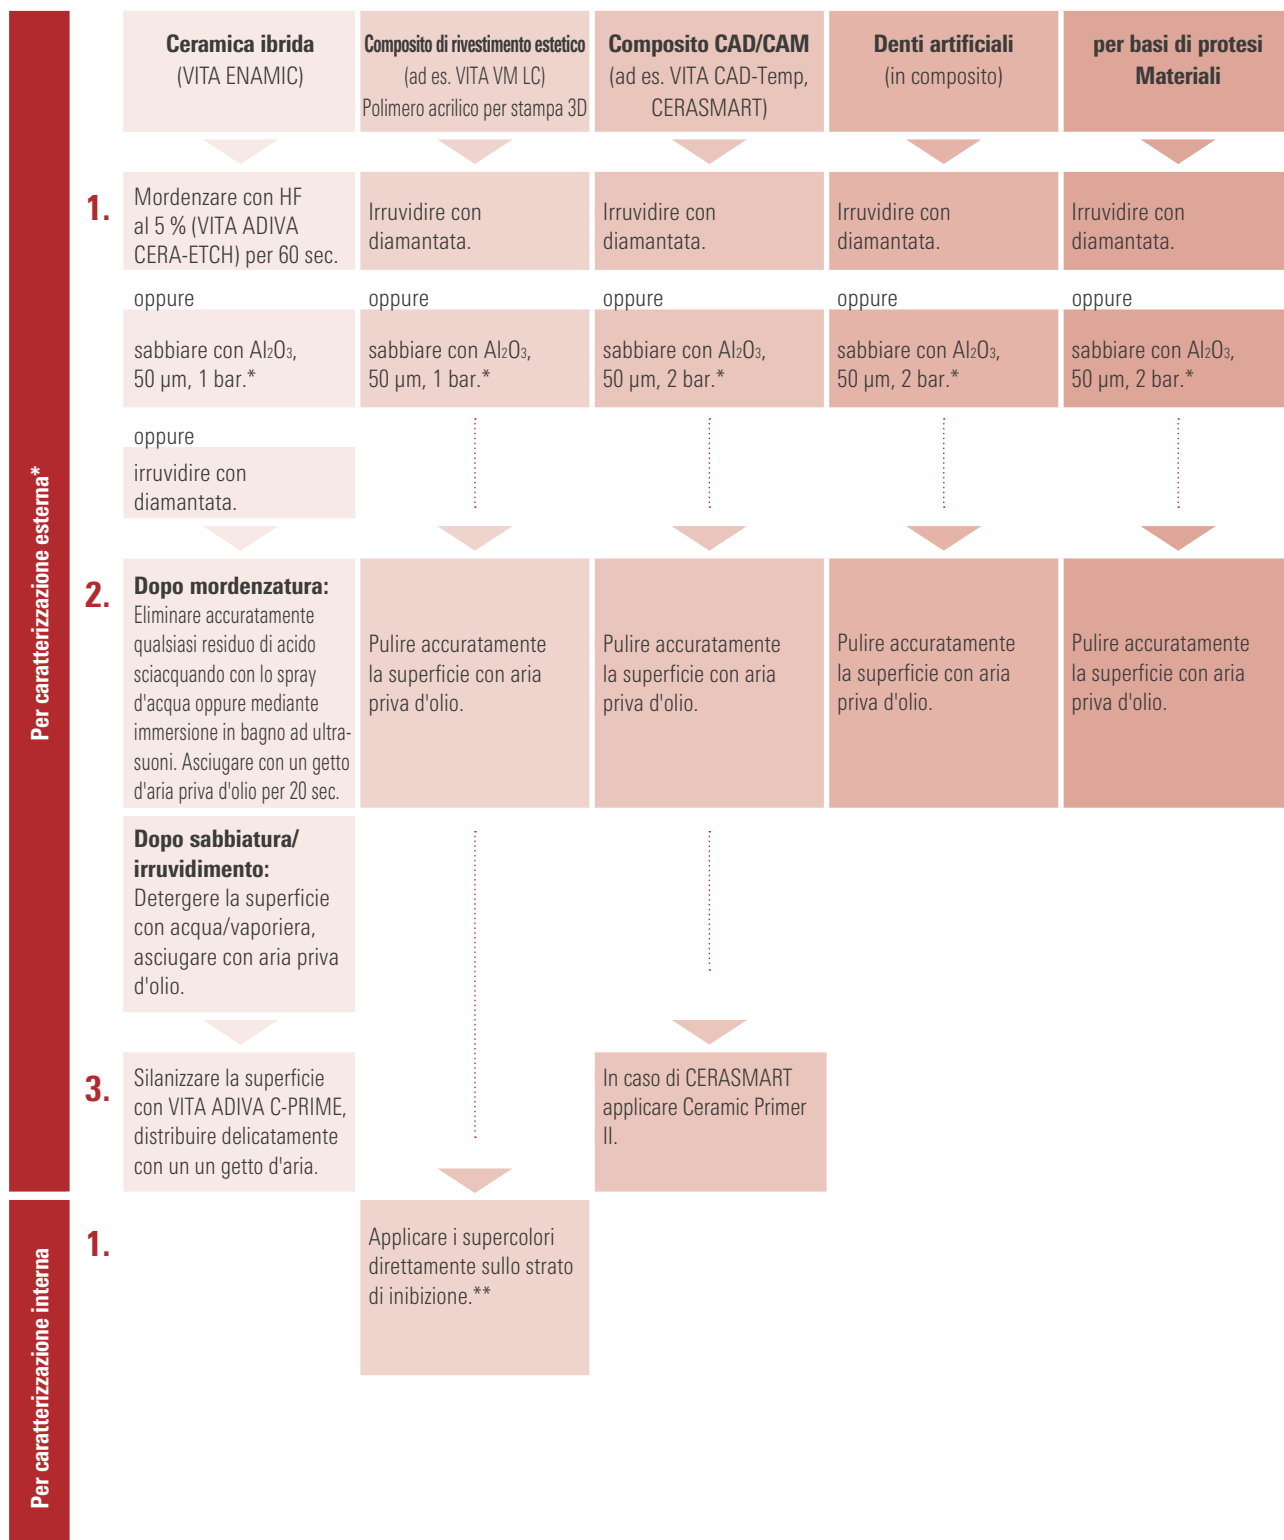 Ceramica ibrida
(VITA ENAMIC)
Composito di rivestimento estetico
(ad es. VITA VM LC)
Polimero acrilico per stampa 3D
Composito CAD/CAM
(ad es. VITA CAD-Temp,
CERASMART)
Denti artificiali
(in composito)
per basi di protesi
Materiali
Per caratterizzazione esterna*
1.
Mordenzare con HF
al 5 % (VITA ADIVA
CERA-ETCH) per 60 sec.
Irruvidire con
diamantata.
Irruvidire con
diamantata.
Irruvidire con
diamantata.
Irruvidire con
diamantata.
oppure
oppure
oppure
oppure
oppure
sabbiare con Al₂O₃,
50 µm, 1 bar.*
sabbiare con Al₂O₃,
50 µm, 1 bar.*
sabbiare con Al₂O₃,
50 µm, 2 bar.*
sabbiare con Al₂O₃,
50 µm, 2 bar.*
sabbiare con Al₂O₃,
50 µm, 2 bar.*
oppure
irruvidire con
diamantata.
2.
Dopo mordenzatura:
Eliminare accuratamente
qualsiasi residuo di acido
sciacquando con lo spray
d'acqua oppure mediante
immersione in bagno ad ultra-
suoni. Asciugare con un getto
d'aria priva d'olio per 20 sec.
Pulire accuratamente
la superficie con aria
priva d'olio.
Pulire accuratamente
la superficie con aria
priva d'olio.
Pulire accuratamente
la superficie con aria
priva d'olio.
Pulire accuratamente
la superficie con aria
priva d'olio.
Dopo sabbiatura/
irruvidimento:
Detergere la superficie
con acqua/vaporiera,
asciugare con aria priva
d'olio.
3.
Silanizzare la superficie
con VITA ADIVA C-PRIME,
distribuire delicatamente
con un un getto d'aria.
In caso di CERASMART
applicare Ceramic Primer
II.
Per caratterizzazione interna
1.
Applicare i supercolori
direttamente sullo strato
di inibizione.**